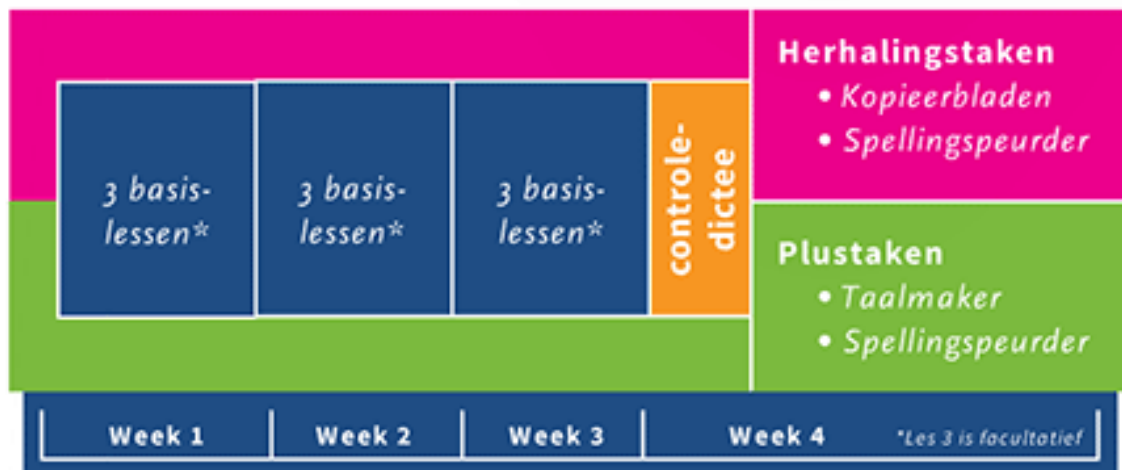 3 basis-
lessen*
3 basis-
lessen*
3 basis-
lessen*
controle-
dictee
Herhalingstaken
• Kopieerbladen
• Spellingspeurder
Plustaken
• Taalmaker
• Spellingspeurder
Week 1
Week 2
Week 3
Week 4
*Les 3 is facultatief